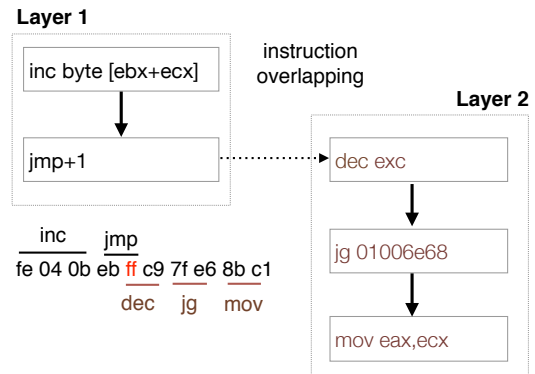 Layer 1
inc byte [ebx+ecx]
jmp+1
instruction
overlapping
Layer 2
dec exc
jg 01006e68
mov eax,ecx
inc jmp
fe 04 0b eb ff c9 7f e6 8b c1
dec jg mov